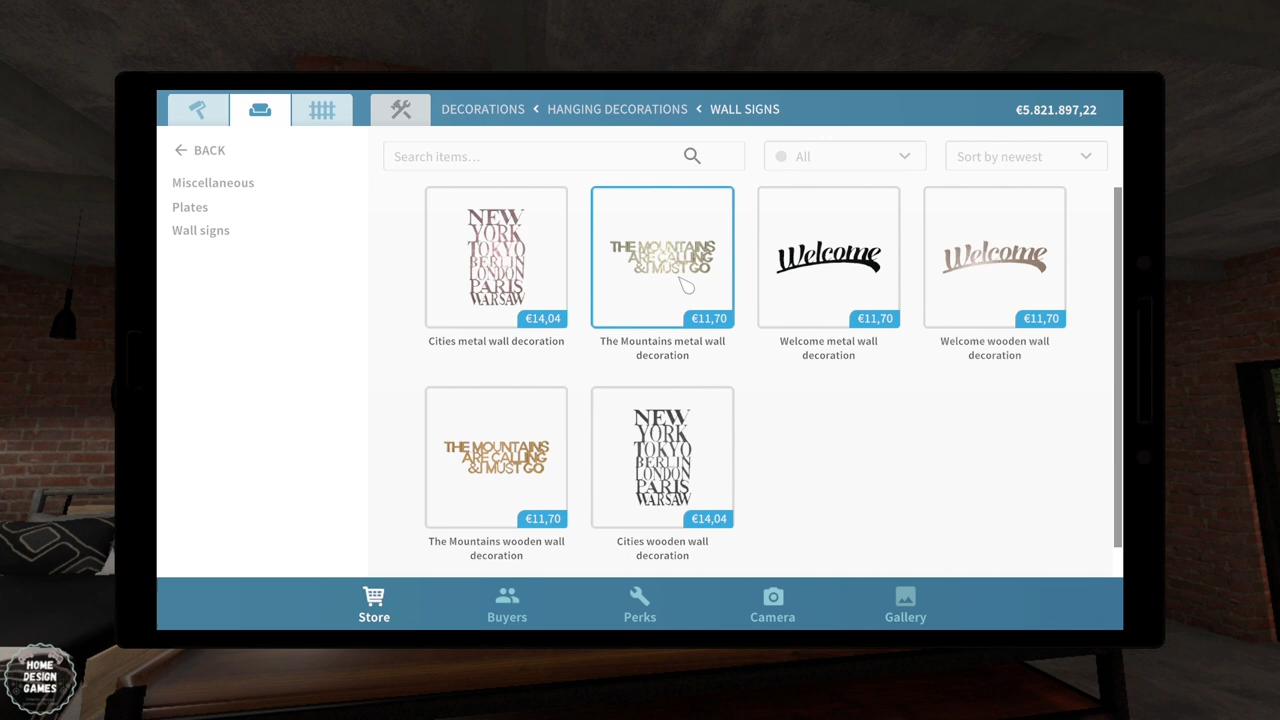 DECORATIONS < HANGING DECORATIONS < WALL SIGNS
€5.821.897,22
BACK
Miscellaneous
Plates
Wall signs
Search items...
All
Sort by newest
NEW
YORK
TOKYO
BERLIN
LONDON
PARIS
WARSAW
€14,04
Cities metal wall decoration
THE MOUNTAINS
ARE CALLING
& I MUST GO
€11,70
The Mountains metal wall
decoration
Welcome
€11,70
Welcome metal wall
decoration
Welcome
€11,70
Welcome wooden wall
decoration
THE MOUNTAINS
ARE CALLING
& I MUST GO
€11,70
The Mountains wooden wall
decoration
NEW
YORK
TOKYO
BERLIN
LONDON
PARIS
WARSAW
€14,04
Cities wooden wall
decoration
Store
Buyers
Perks
Camera
Gallery
HOME
DESIGN
GAMES